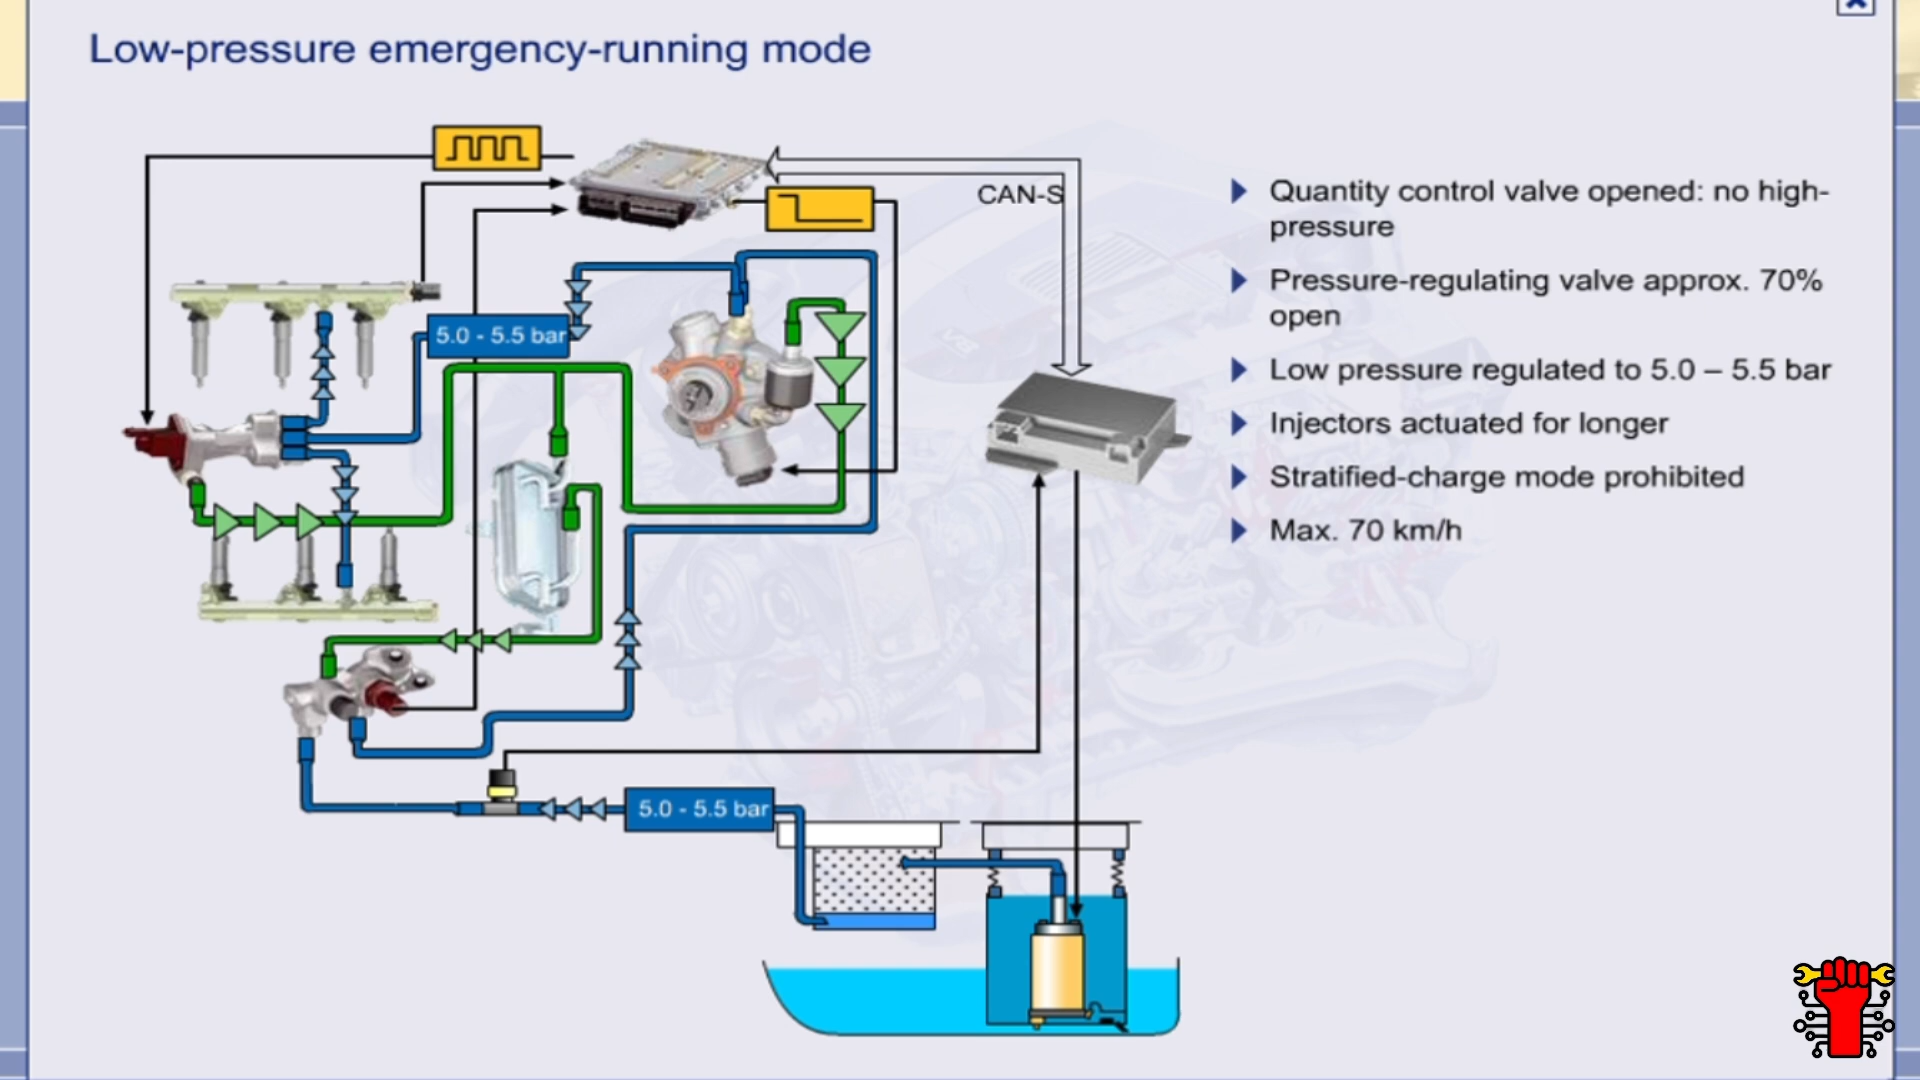 Low-pressure emergency-running mode
CAN-S
5.0 - 5.5 bar
5.0 - 5.5 bar
Quantity control valve opened: no high-
pressure
Pressure-regulating valve approx. 70%
open
Low pressure regulated to 5.0 – 5.5 bar
Injectors actuated for longer
Stratified-charge mode prohibited
Max. 70 km/h